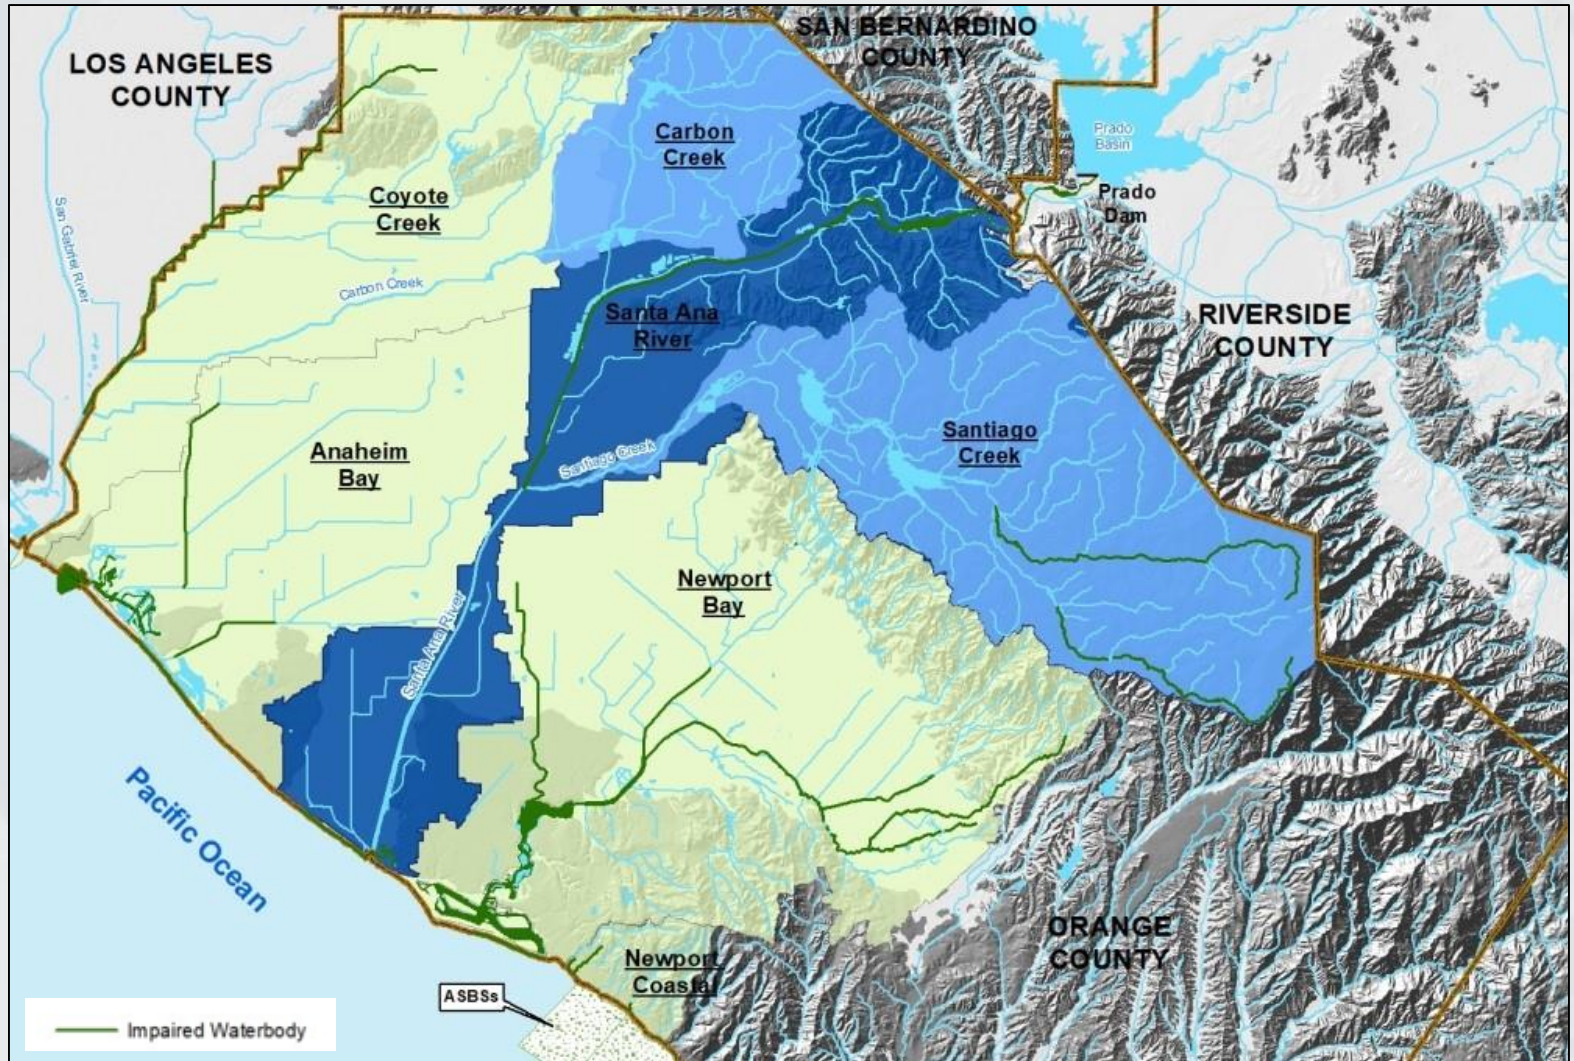 SAN BERNARDINO
COUNTY
LOS ANGELES
COUNTY
Carbon
Creek
Prado
Basin
Prado
Dam
Coyote
Creek
San Gabriel River
Carbon Creek
Santa Ana
River
RIVERSIDE
COUNTY
Anaheim
Bay
Santiago Creek
Santiago
Creek
Newport
Bay
Santa Ana River
Pacific Ocean
ORANGE
COUNTY
Newport
Coastal
ASBSs
Impaired Waterbody